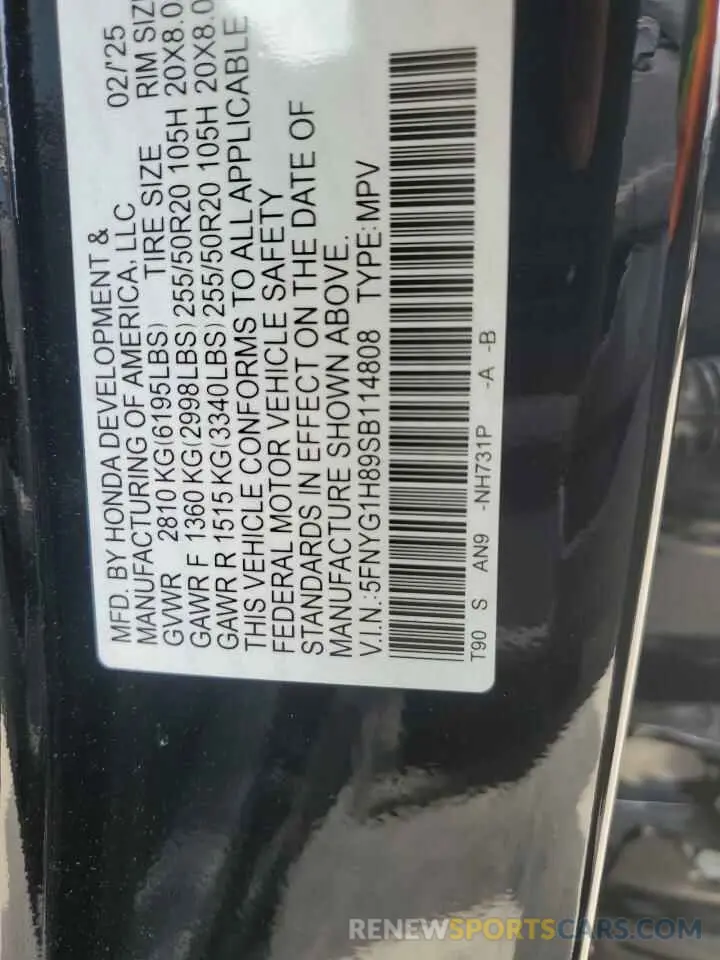 MFD. BY HONDA DEVELOPMENT &
MANUFACTURING OF AMERICA, LLC 02/'25
GVWR 2810 KG(6195LBS) TIRE SIZE RIM SIZ
GAWR F 1360 KG(2998LBS) 255/50R20 105H 20X8.0
GAWR R 1515 KG(3340LBS) 255/50R20 105H 20X8.0
THIS VEHICLE CONFORMS TO ALL APPLICABLE
FEDERAL MOTOR VEHICLE SAFETY
STANDARDS IN EFFECT ON THE DATE OF
MANUFACTURE SHOWN ABOVE.
V.I.N.:5FNYG1H89SB114808 TYPE:MPV
T90 S AN9 -NH731P -A -B
RENEWSPORTSCARS.COM